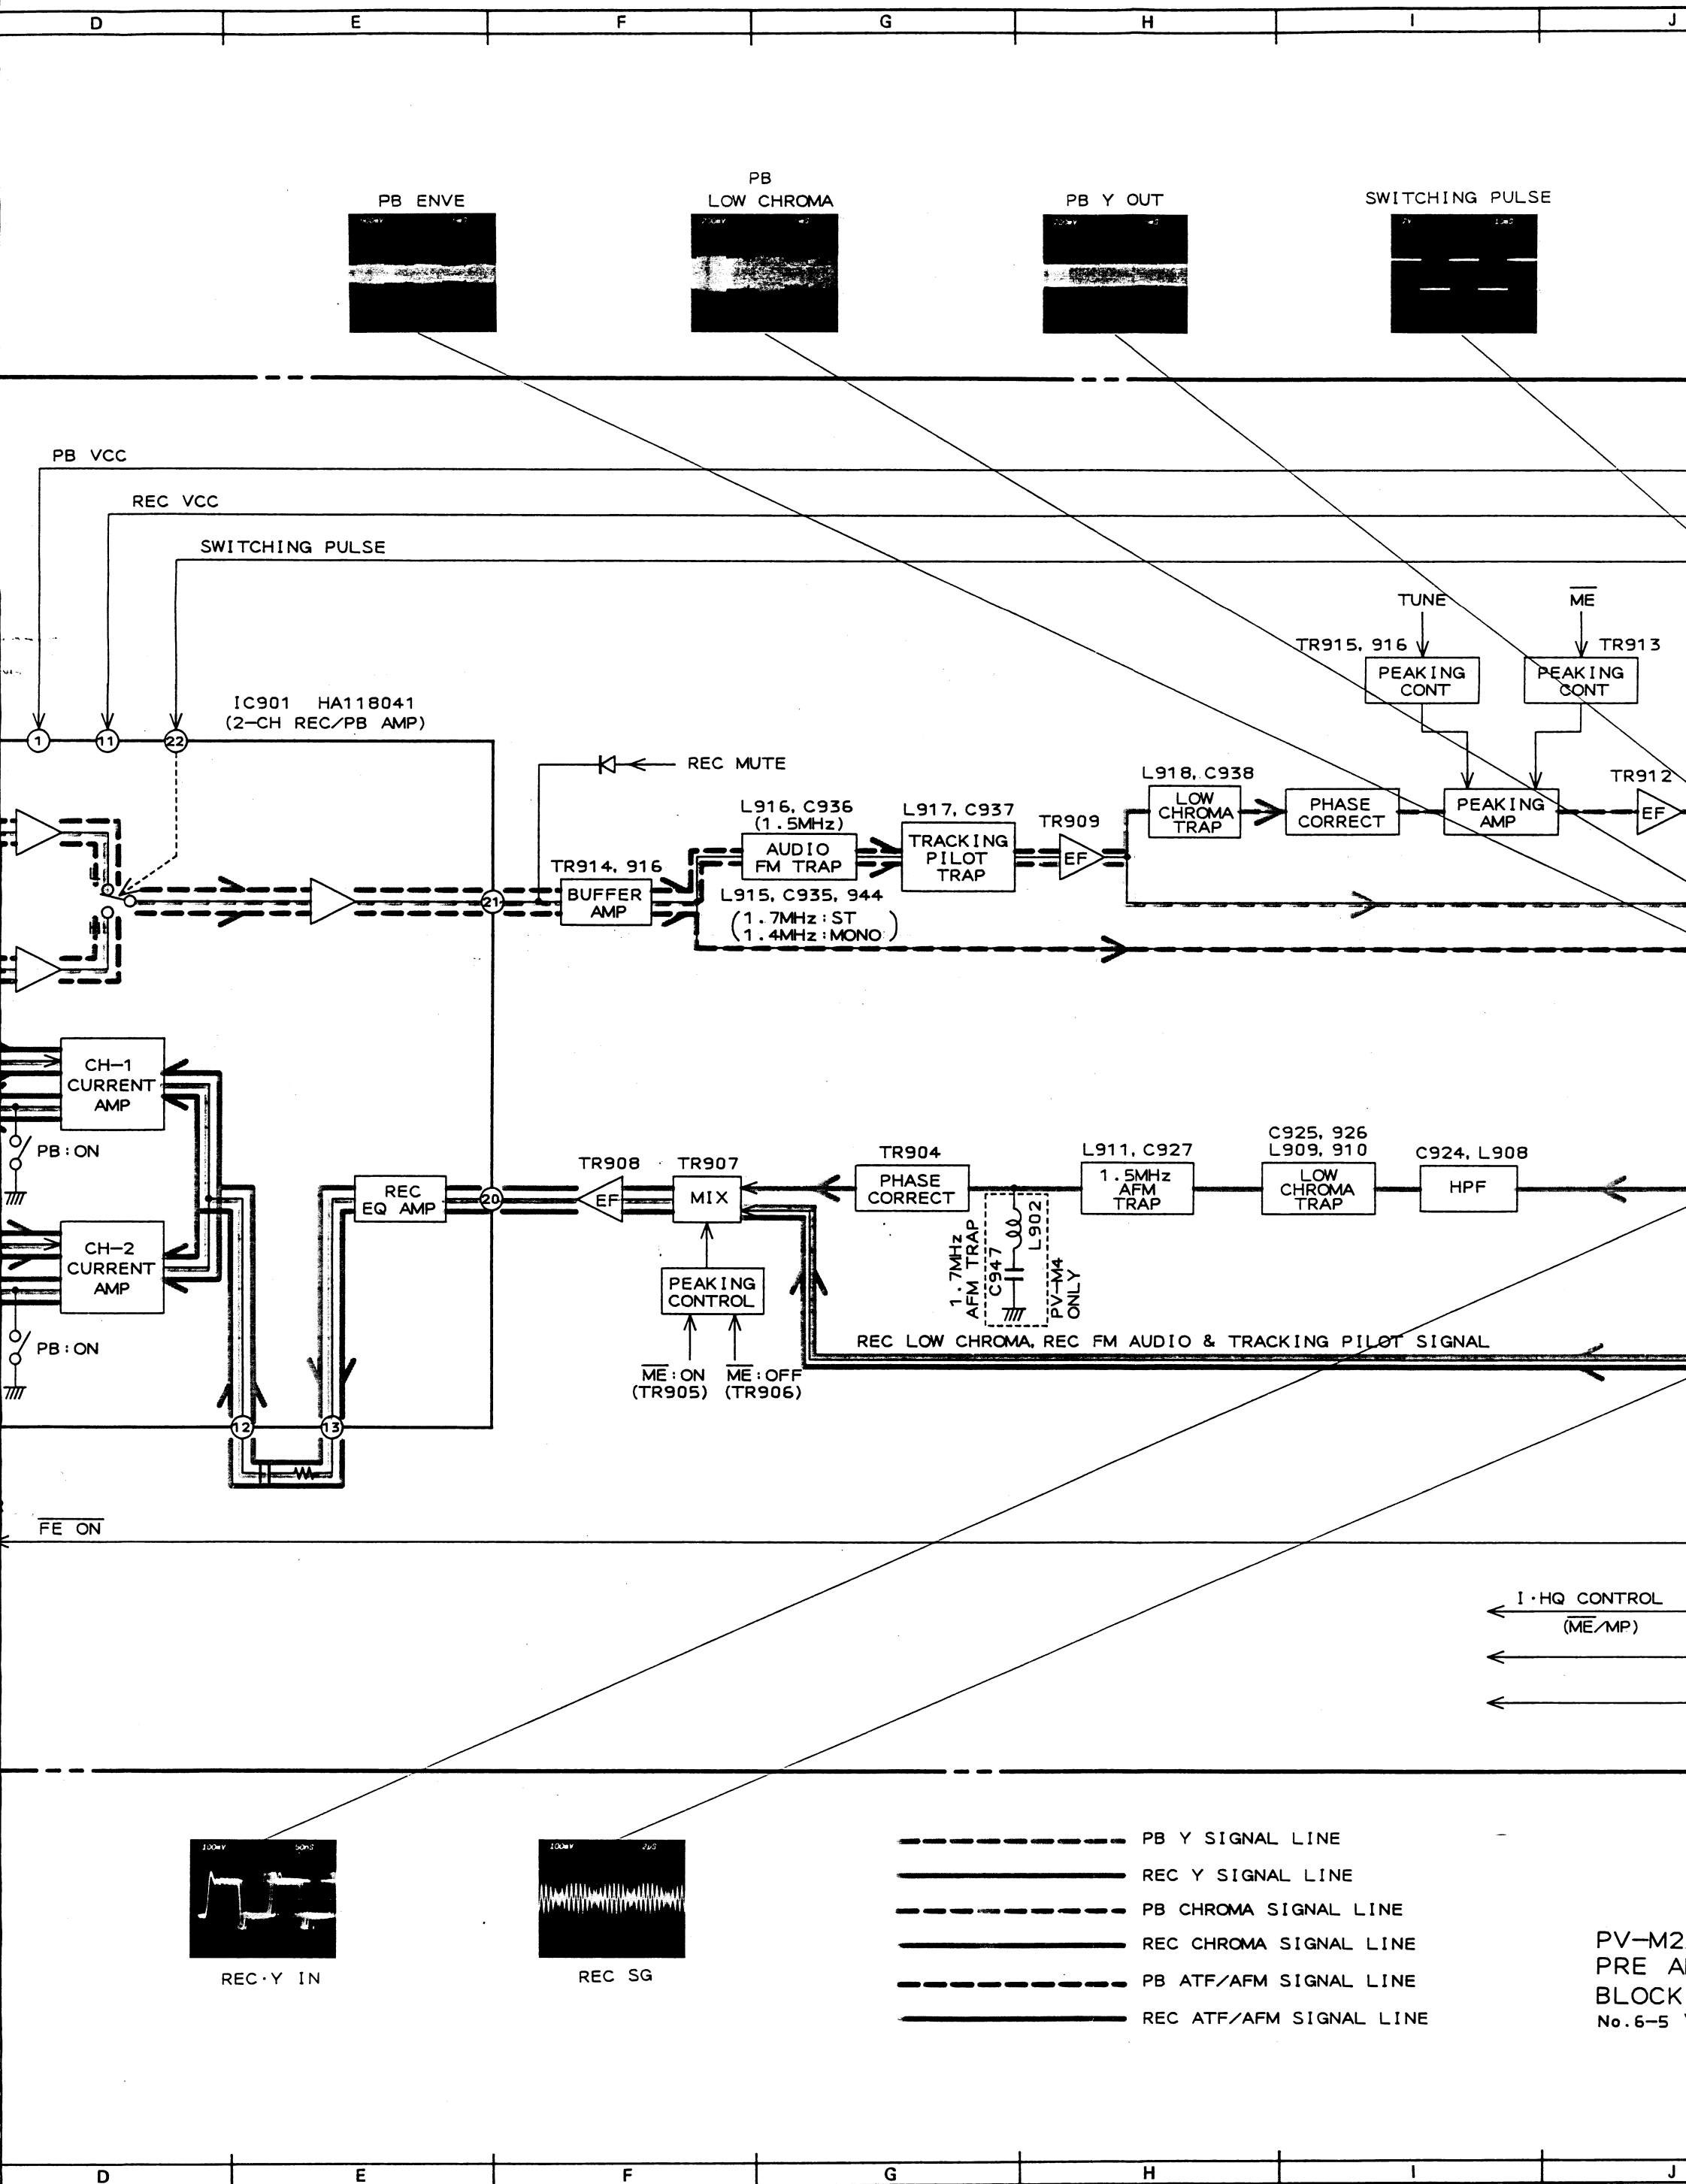 D E F G H I J
PB ENVE
PB
LOW CHROMA
PB Y OUT
SWITCHING PULSE
PB VCC
REC VCC
SWITCHING PULSE
TUNE
ME
TR915, 916
TR913
PEAKING
CONT
PEAKING
CONT
IC901 HA118041
(2-CH REC/PB AMP)
1
11
22
REC MUTE
L918, C938
LOW
CHROMA
TRAP
PHASE
CORRECT
PEAKING
AMP
TR912
EF
L916, C936
(1.5MHz)
AUDIO
FM TRAP
L917, C937
TRACKING
PILOT
TRAP
TR909
EF
TR914, 916
BUFFER
AMP
21
L915, C935, 944
(1.7MHz:ST
1.4MHz:MONO)
CH-1
CURRENT
AMP
PB:ON
CH-2
CURRENT
AMP
PB:ON
REC
EQ AMP
20
TR908
EF
TR907
MIX
TR904
PHASE
CORRECT
L911, C927
1.5MHz
AFM
TRAP
C925, 926
L909, 910
LOW
CHROMA
TRAP
C924, L908
HPF
1.7MHz
AFM TRAP
C947
L902
PV-M4
ONLY
PEAKING
CONTROL
ME:ON
(TR905)
ME:OFF
(TR906)
REC LOW CHROMA, REC FM AUDIO & TRACKING PILOT SIGNAL
12
13
FE ON
I·HQ CONTROL
(ME/MP)
100mV 50nS
REC·Y IN
100mV 2μS
REC SG
PB Y SIGNAL LINE
REC Y SIGNAL LINE
PB CHROMA SIGNAL LINE
REC CHROMA SIGNAL LINE
PB ATF/AFM SIGNAL LINE
REC ATF/AFM SIGNAL LINE
PV-M2
PRE
BLOCK
No.6-5
D E F G H I J